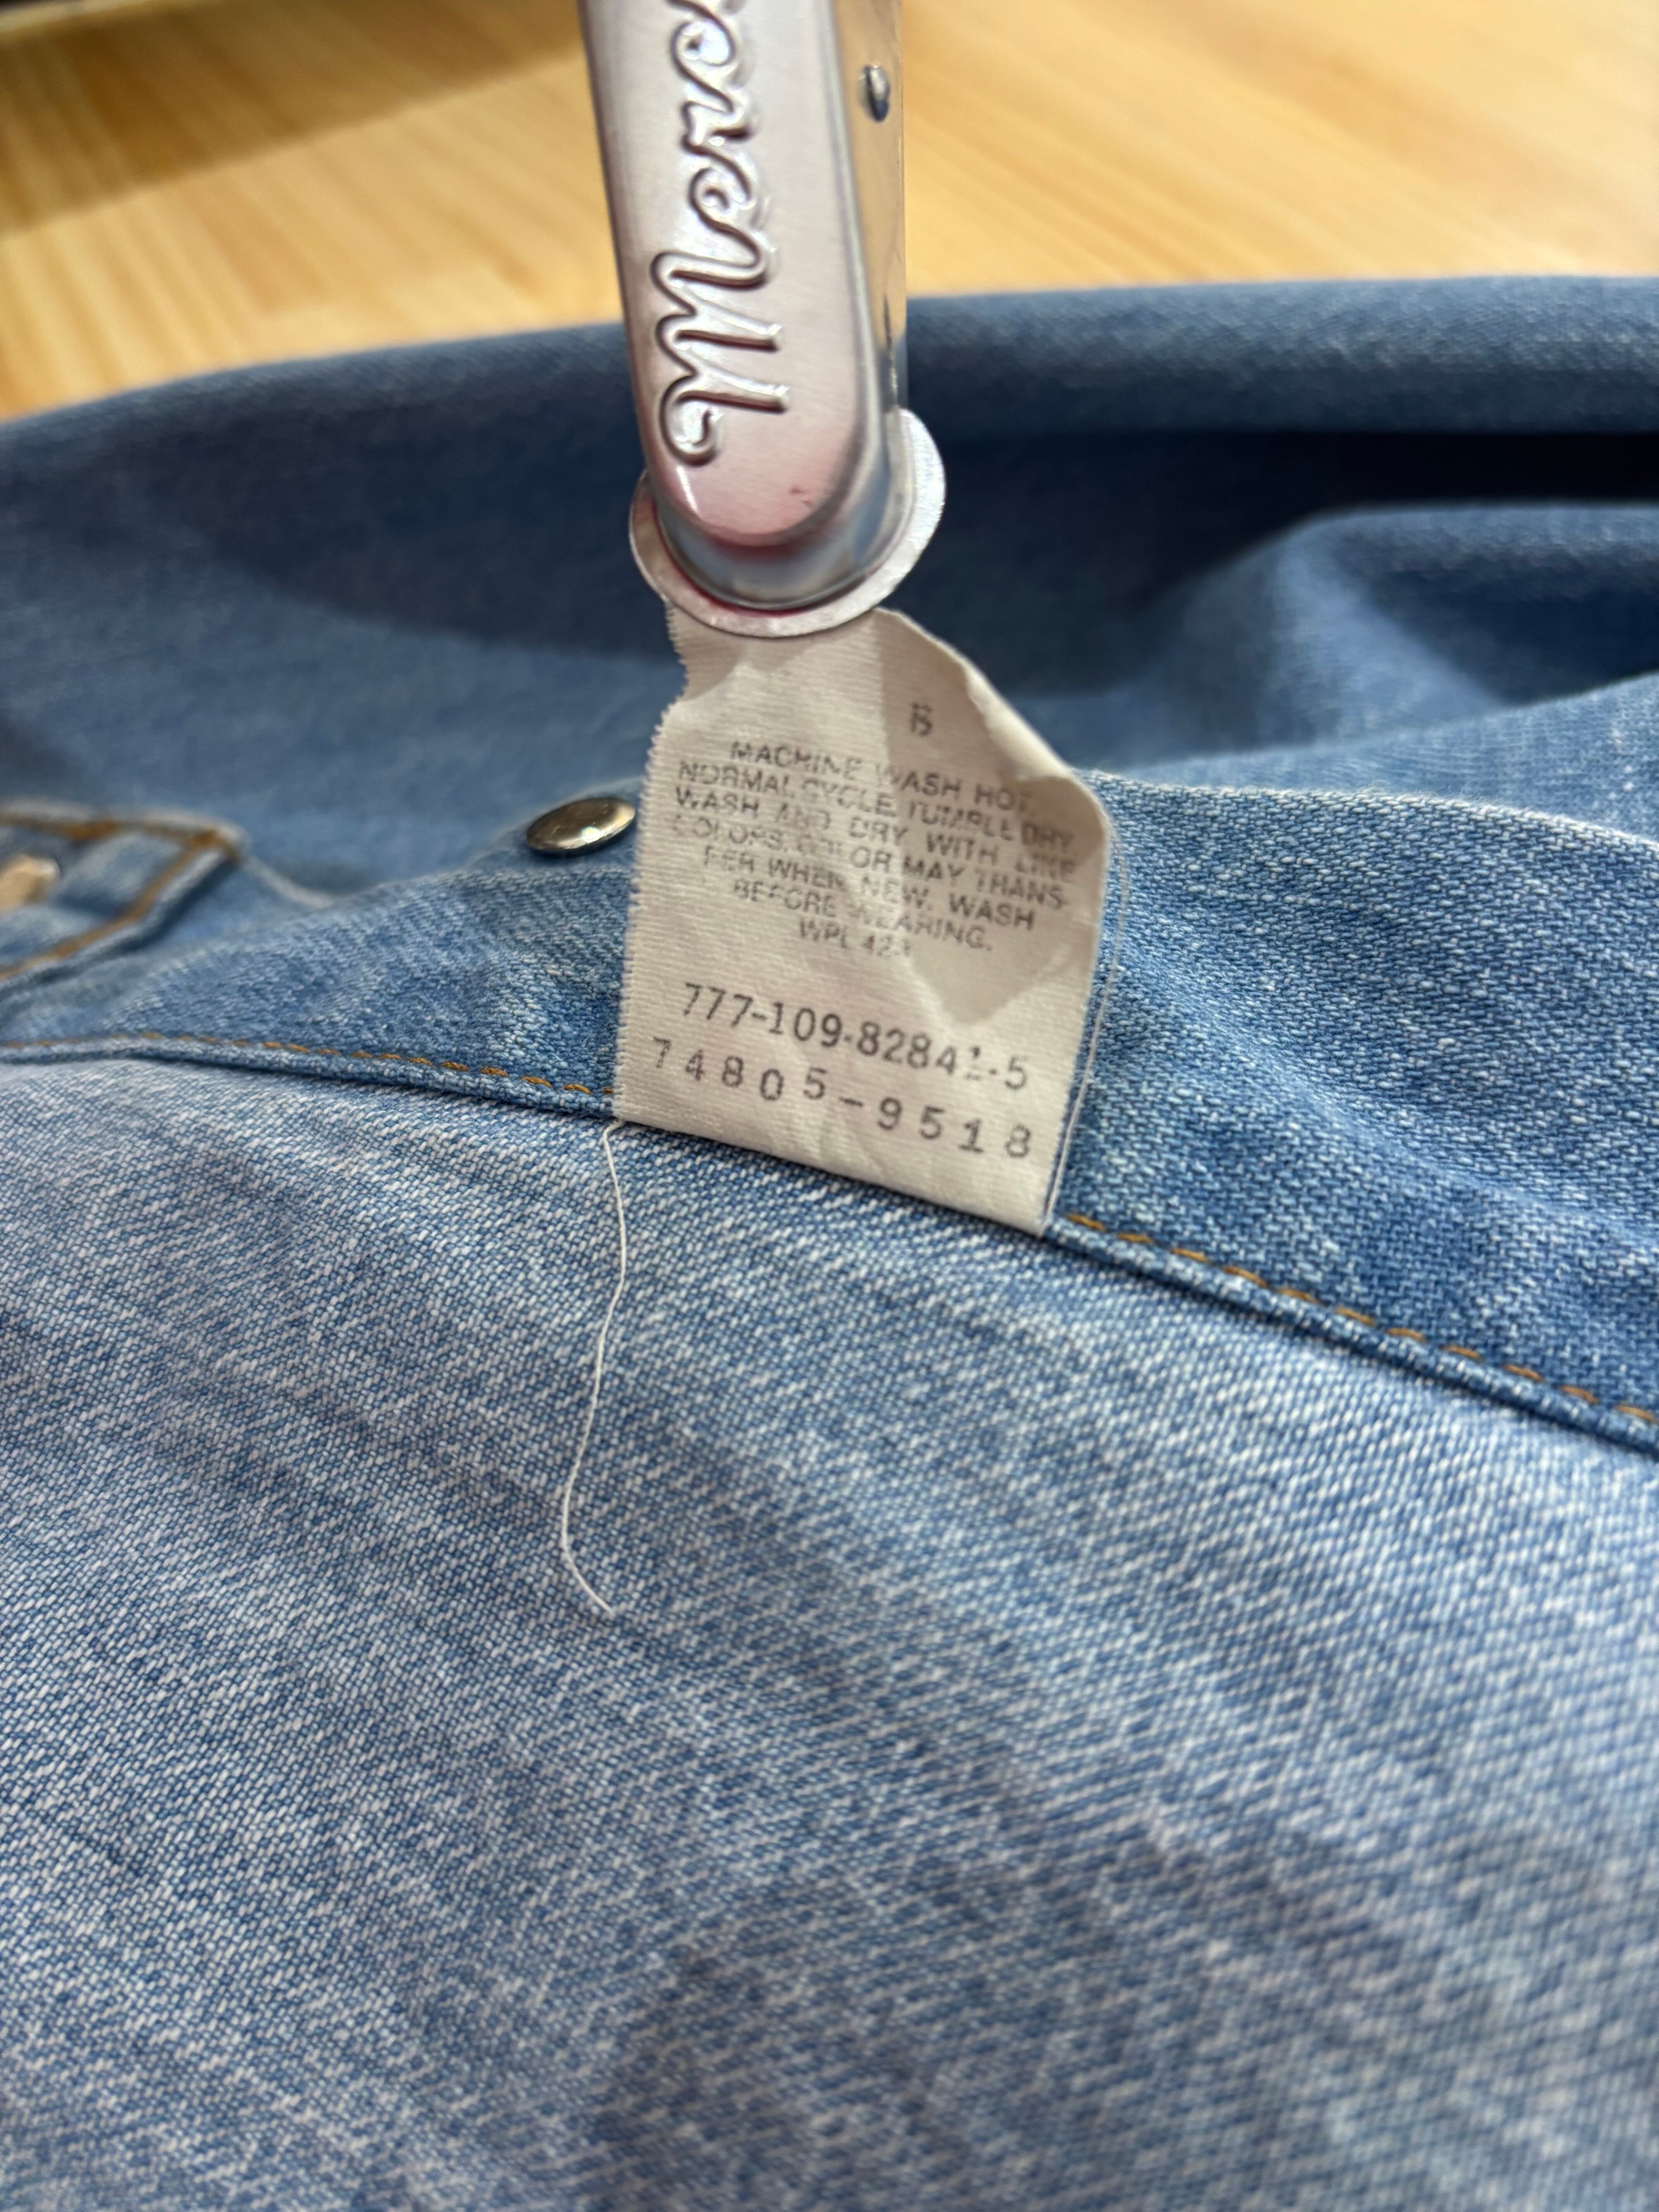 B
MACHINE WASH HOT
NORMAL CYCLE TUMBLE DRY
WASH AND DRY WITH LIKE
COLORS. COLOR MAY TRANS-
FER WHEN NEW. WASH
BEFORE WEARING.
WPL 423
777-109-82841-5
74805-9518